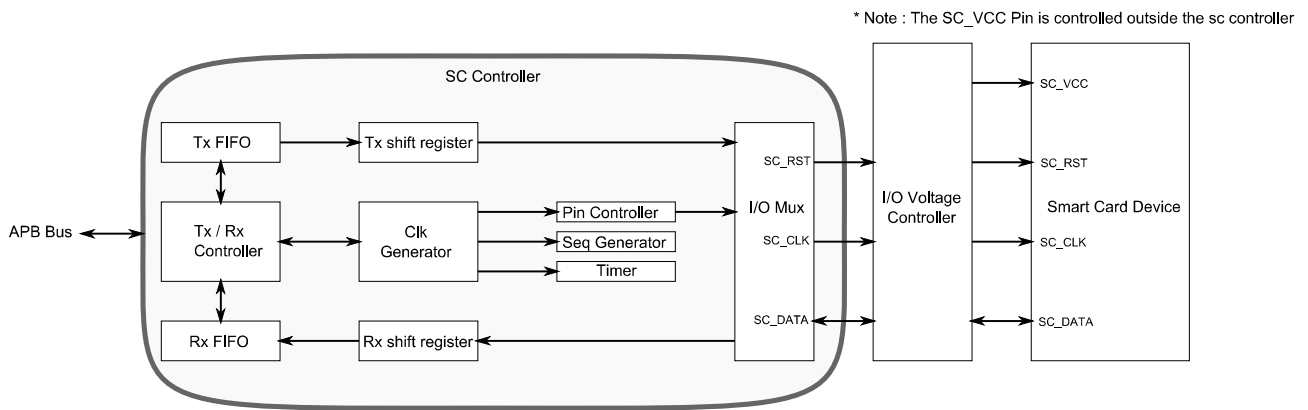 * Note : The SC_VCC Pin is controlled outside the sc controller
SC Controller
SC_VCC
Tx FIFO
Tx shift register
SC_RST
SC_RST
APB Bus
Tx / Rx
Controller
Clk
Generator
Pin Controller
Seq Generator
Timer
I/O Mux
I/O Voltage
Controller
Smart Card Device
SC_CLK
SC_CLK
SC_DATA
SC_DATA
Rx FIFO
Rx shift register